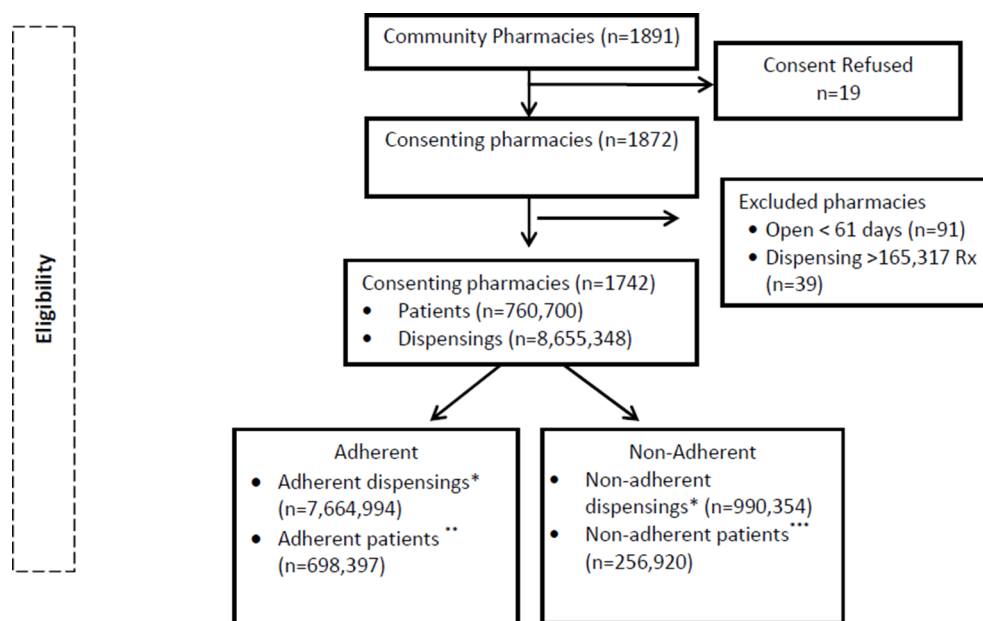 Community Pharmacies (n=1891)
Consent Refused
n=19
Consenting pharmacies (n=1872)
Excluded pharmacies
• Open < 61 days (n=91)
• Dispensing >165,317 Rx
(n=39)
Consenting pharmacies (n=1742)
• Patients (n=760,700)
• Dispensings (n=8,655,348)
Eligibility
Adherent
• Adherent dispensings*
(n=7,664,994)
• Adherent patients **
(n=698,397)
Non-Adherent
• Non-adherent
dispensings* (n=990,354)
• Non-adherent patients***
(n=256,920)